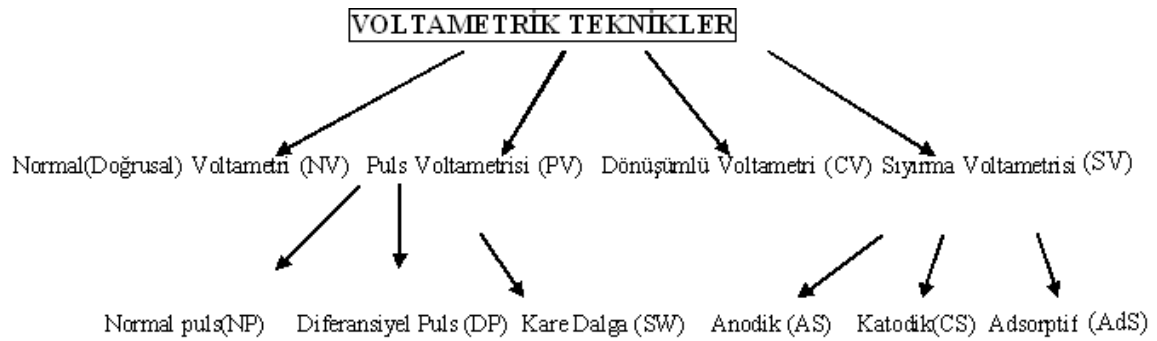 VOLTAMETRİK TEKNİKLER
Normal(Doğrusal) Voltametri (NV) Puls Voltametrisi (PV) Dönüşümlü Voltametri (CV) Sıyırma Voltametrisi (SV)
Normal puls(NP) Diferansiyel Puls (DP) Kare Dalga (SW) Anodik (AS) Katodik(CS) Adsorptif (AdS)